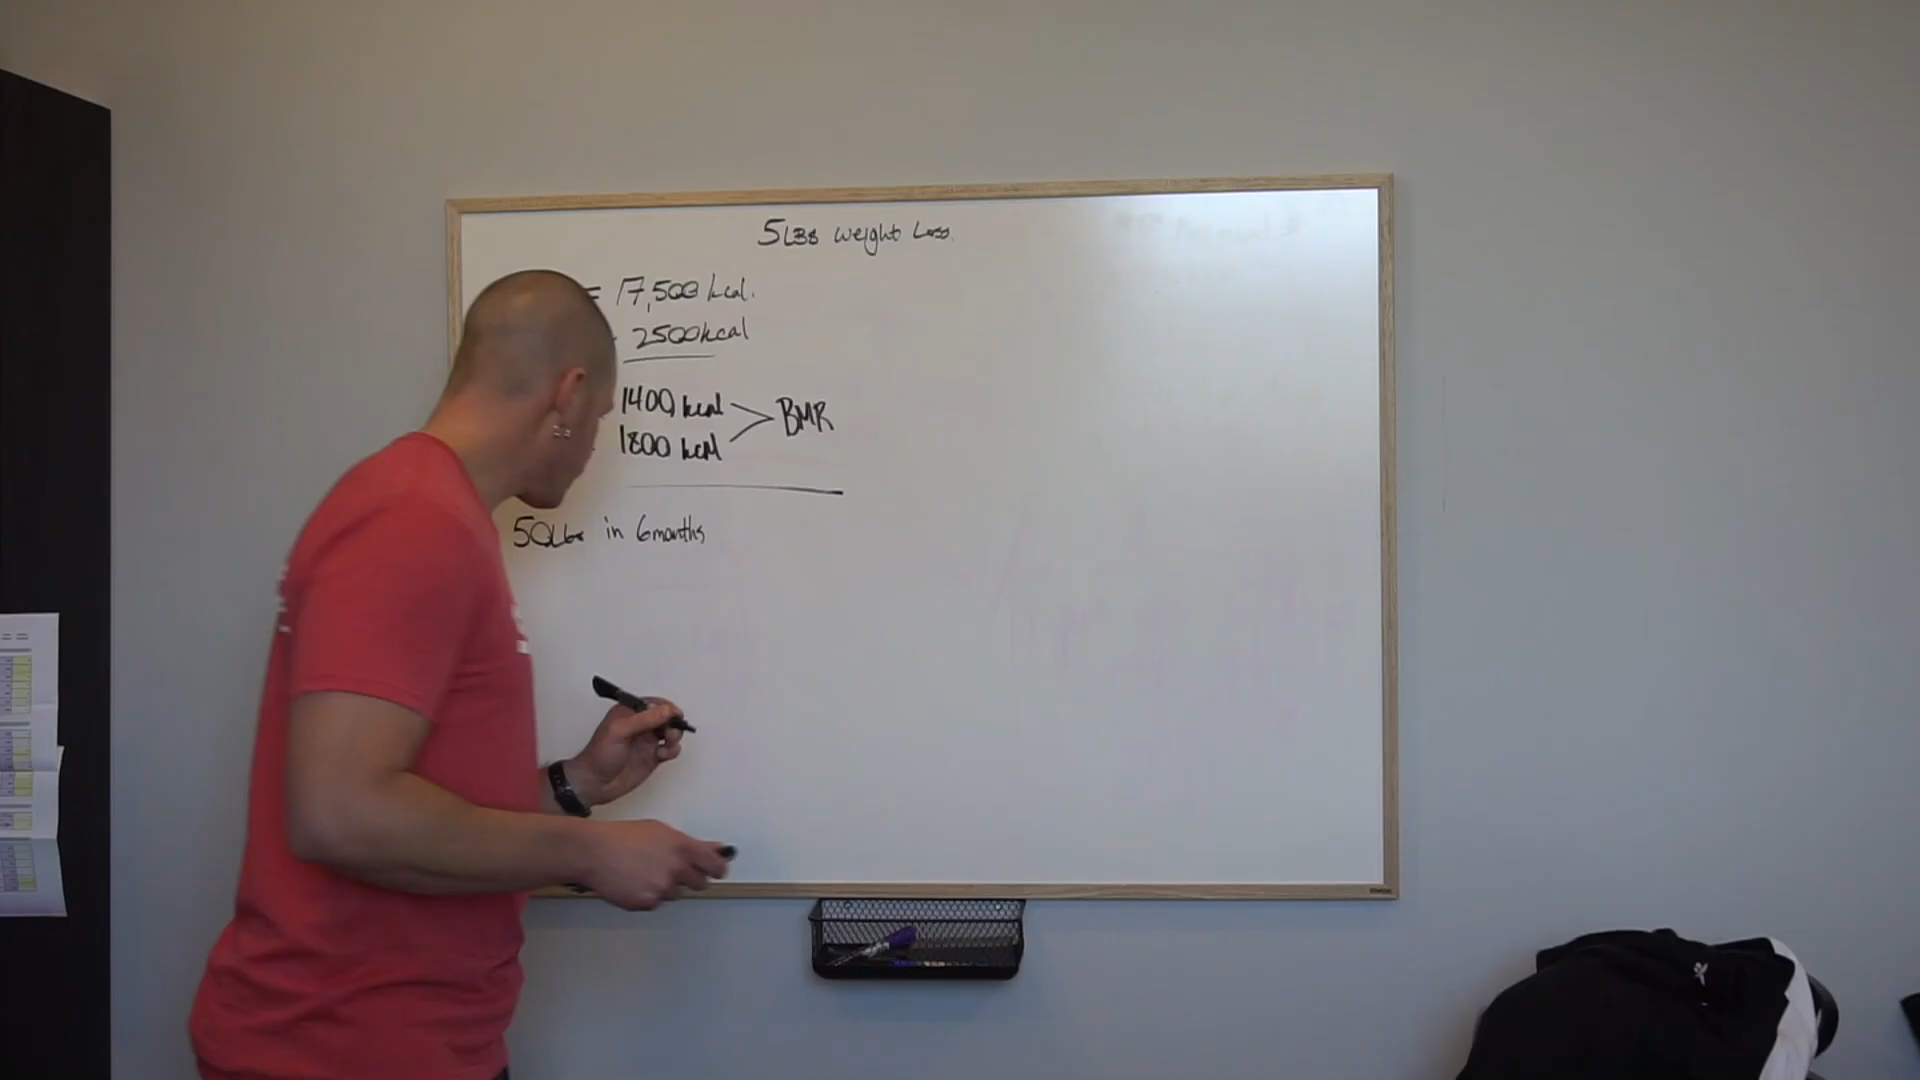 5LBS Weight Loss.
= 17,500 kcal.
2500kcal
1400 kcal
BMR
1800 kcal
50Lbs in 6months